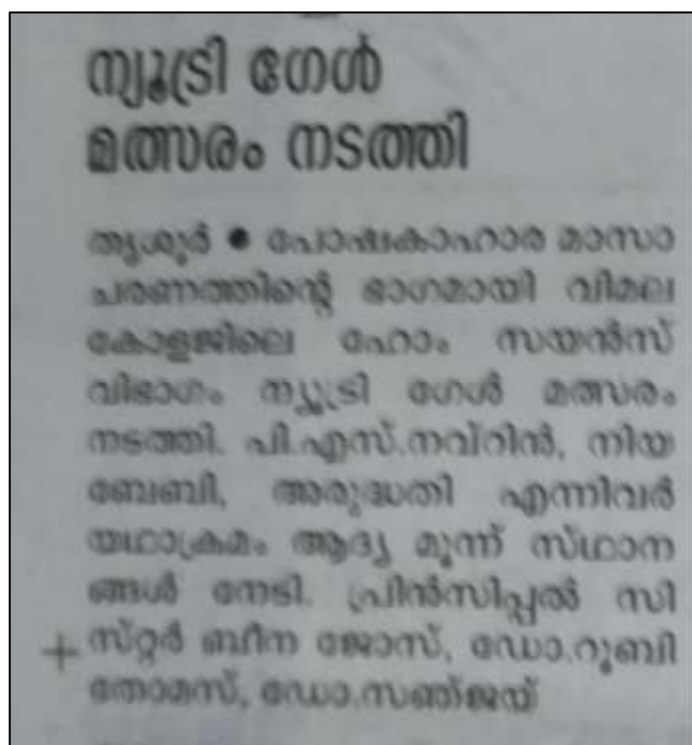 ന്യൂട്രി ഗേൾ
മത്സരം നടത്തി
തൃശൂർ ● പോഷകാഹാര മാസാ
ചരണത്തിന്റെ ഭാഗമായി വിമല
കോളജിലെ ഹോം സയൻസ്
വിഭാഗം ന്യൂട്രി ഗേൾ മത്സരം
നടത്തി. പി.എസ്.നവ്റിൻ, നിയ
ബേബി, അരുദ്ധതി എന്നിവർ
യഥാക്രമം ആദ്യ മൂന്ന് സ്ഥാന
ങ്ങൾ നേടി. പ്രിൻസിപ്പൽ സി
സ്റ്റർ ബീന ജോസ്, ഡോ.റൂബി
തോമസ്, ഡോ.സഞ്ജയ്